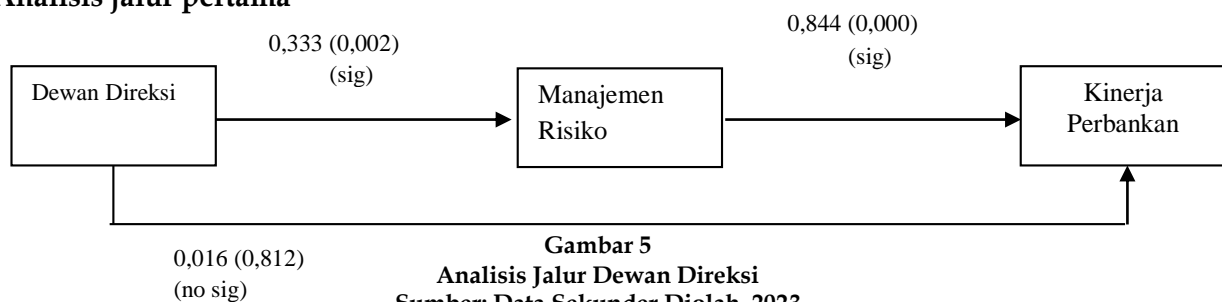 Analisis jalur pertama
0,333 (0,002)
(sig)
0,844 (0,000)
(sig)
Dewan Direksi
Manajemen
Risiko
Kinerja
Perbankan
0,016 (0,812)
(no sig)
Gambar 5
Analisis Jalur Dewan Direksi
Sumber: Data Sekunder Diolah, 2023